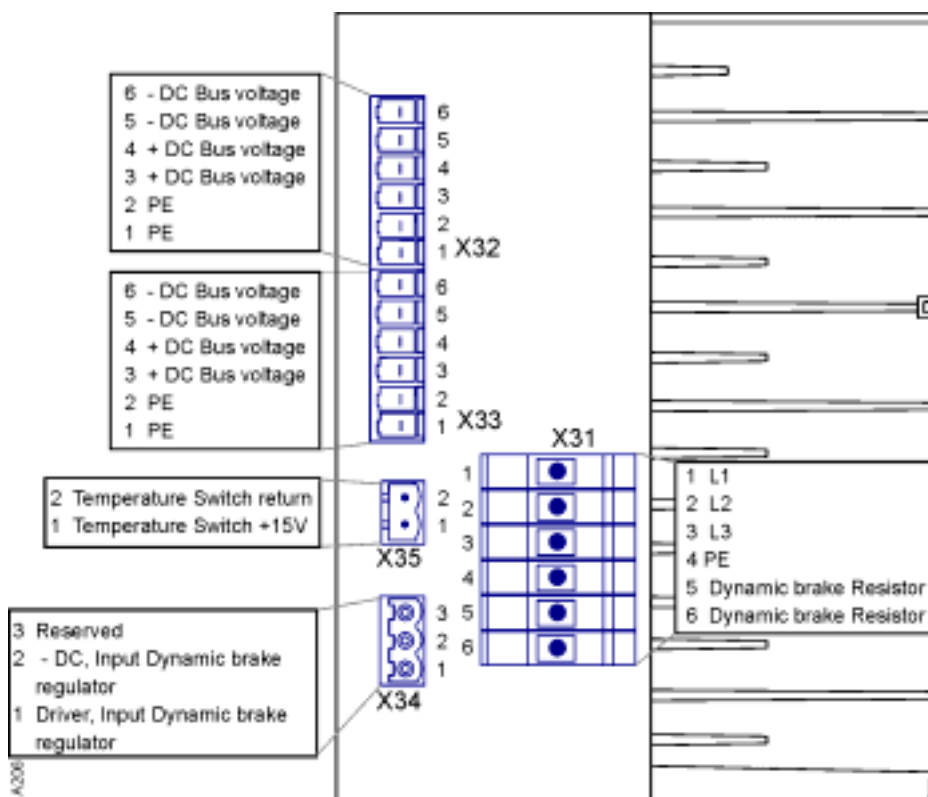 6 - DC Bus voltage
5 - DC Bus voltage
4 + DC Bus voltage
3 + DC Bus voltage
2 PE
1 PE
6
5
4
3
2
1
X32
6 - DC Bus voltage
5 - DC Bus voltage
4 + DC Bus voltage
3 + DC Bus voltage
2 PE
1 PE
6
5
4
3
2
1
X33
2 Temperature Switch return
1 Temperature Switch +15V
2
1
X35
3 Reserved
2 - DC, Input Dynamic brake
regulator
1 Driver, Input Dynamic brake
regulator
3
2
1
X34
X31
1
2
3
4
5
6
1 L1
2 L2
3 L3
4 PE
5 Dynamic brake Resistor
6 Dynamic brake Resistor
A206